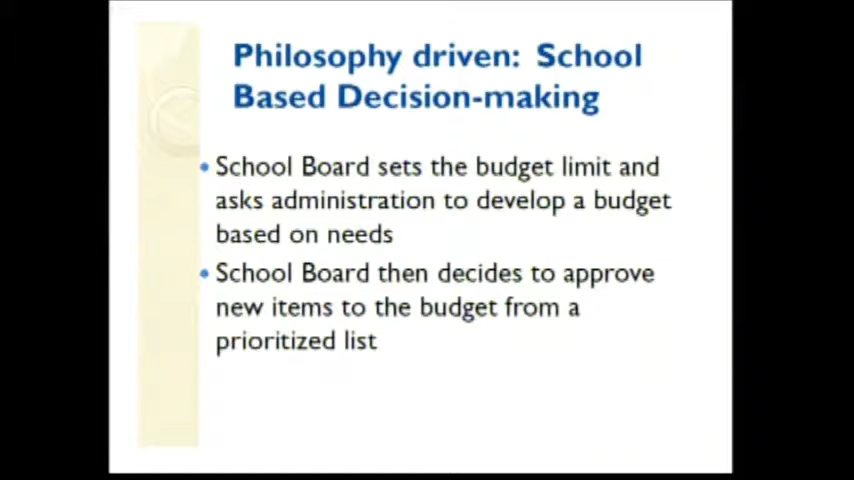 Philosophy driven: School
Based Decision-making
• School Board sets the budget limit and
asks administration to develop a budget
based on needs
• School Board then decides to approve
new items to the budget from a
prioritized list